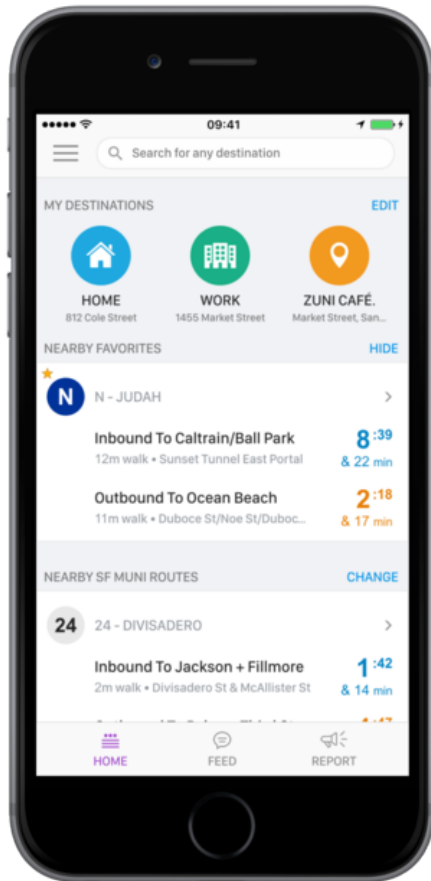 09:41
Search for any destination
MY DESTINATIONS EDIT
HOME WORK ZUNI CAFÉ.
812 Cole Street 1455 Market Street Market Street, San...
NEARBY FAVORITES HIDE
N N - JUDAH >
Inbound To Caltrain/Ball Park 8 :39
12m walk • Sunset Tunnel East Portal & 22 min
Outbound To Ocean Beach 2 :18
11m walk • Duboce St/Noe St/Duboc... & 17 min
NEARBY SF MUNI ROUTES CHANGE
24 24 - DIVISADERO >
Inbound To Jackson + Fillmore 1 :42
2m walk • Divisadero St & McAllister St & 14 min
HOME FEED REPORT